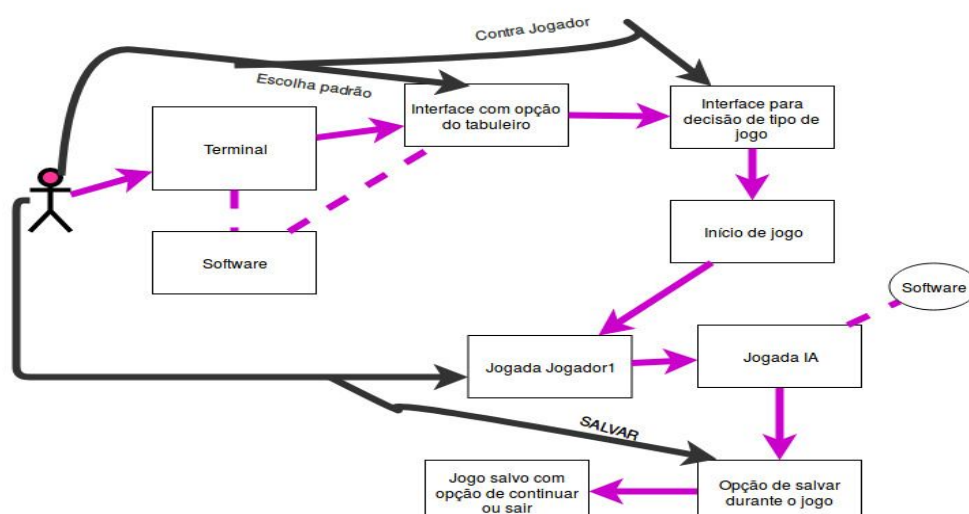 Contra Jogador
Escolha padrão
Interface com opção
do tabuleiro
Interface para
decisão de tipo de
jogo
Terminal
Software
Início de jogo
Software
Jogada Jogador1
Jogada IA
SALVAR
Jogo salvo com
opção de continuar
ou sair
Opção de salvar
durante o jogo